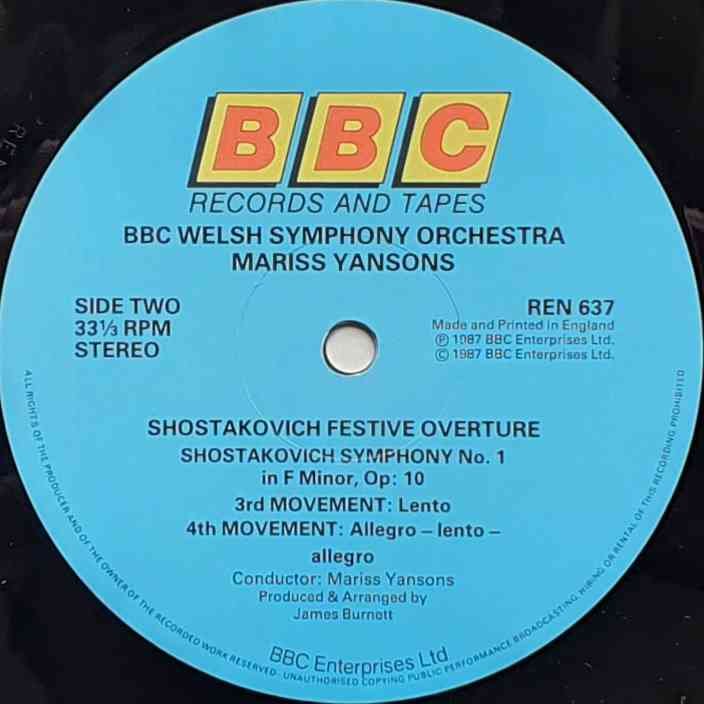 BBC
RECORDS AND TAPES
BBC WELSH SYMPHONY ORCHESTRA
MARISS YANSONS
SIDE TWO
33⅓ RPM
STEREO
REN 637
Made and Printed in England
℗ 1987 BBC Enterprises Ltd.
© 1987 BBC Enterprises Ltd.
SHOSTAKOVICH FESTIVE OVERTURE
SHOSTAKOVICH SYMPHONY No. 1
in F Minor, Op: 10
3rd MOVEMENT: Lento
4th MOVEMENT: Allegro – lento –
allegro
Conductor: Mariss Yansons
Produced & Arranged by
James Burnett
BBC Enterprises Ltd
ALL RIGHTS OF THE PRODUCER AND OF THE OWNER OF THE RECORDED WORK RESERVED · UNAUTHORISED COPYING PUBLIC PERFORMANCE BROADCASTING WIRING OR RENTAL OF THIS RECORDING PROHIBITED